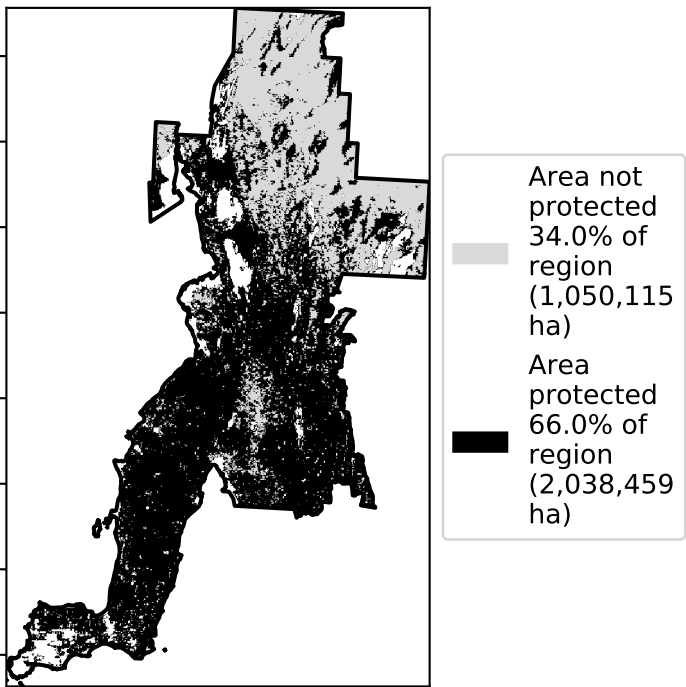 Area not
protected
34.0% of
region
(1,050,115
ha)
Area
protected
66.0% of
region
(2,038,459
ha)